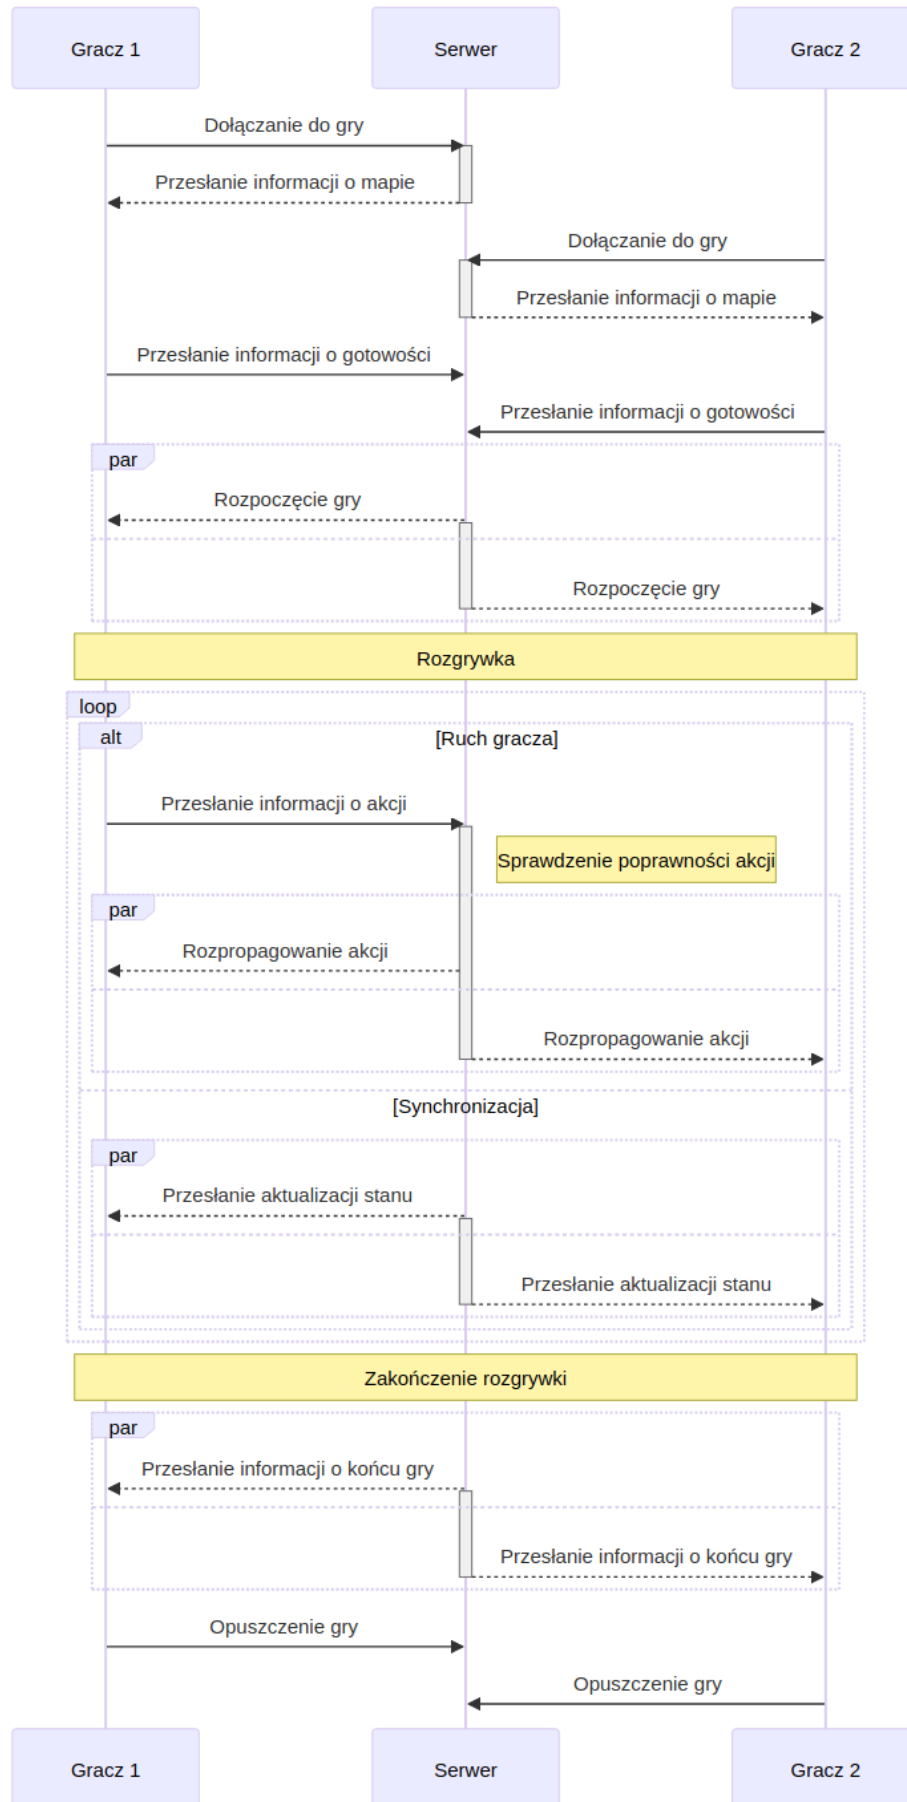 Gracz 1
Serwer
Gracz 2
Dołączanie do gry
Przesłanie informacji o mapie
Dołączanie do gry
Przesłanie informacji o mapie
Przesłanie informacji o gotowości
Przesłanie informacji o gotowości
par
Rozpoczęcie gry
Rozpoczęcie gry
Rozgrywka
loop
alt
[Ruch gracza]
Przesłanie informacji o akcji
Sprawdzenie poprawności akcji
par
Rozpropagowanie akcji
Rozpropagowanie akcji
[Synchronizacja]
par
Przesłanie aktualizacji stanu
Przesłanie aktualizacji stanu
Zakończenie rozgrywki
par
Przesłanie informacji o końcu gry
Przesłanie informacji o końcu gry
Opuszczenie gry
Opuszczenie gry
Gracz 1
Serwer
Gracz 2